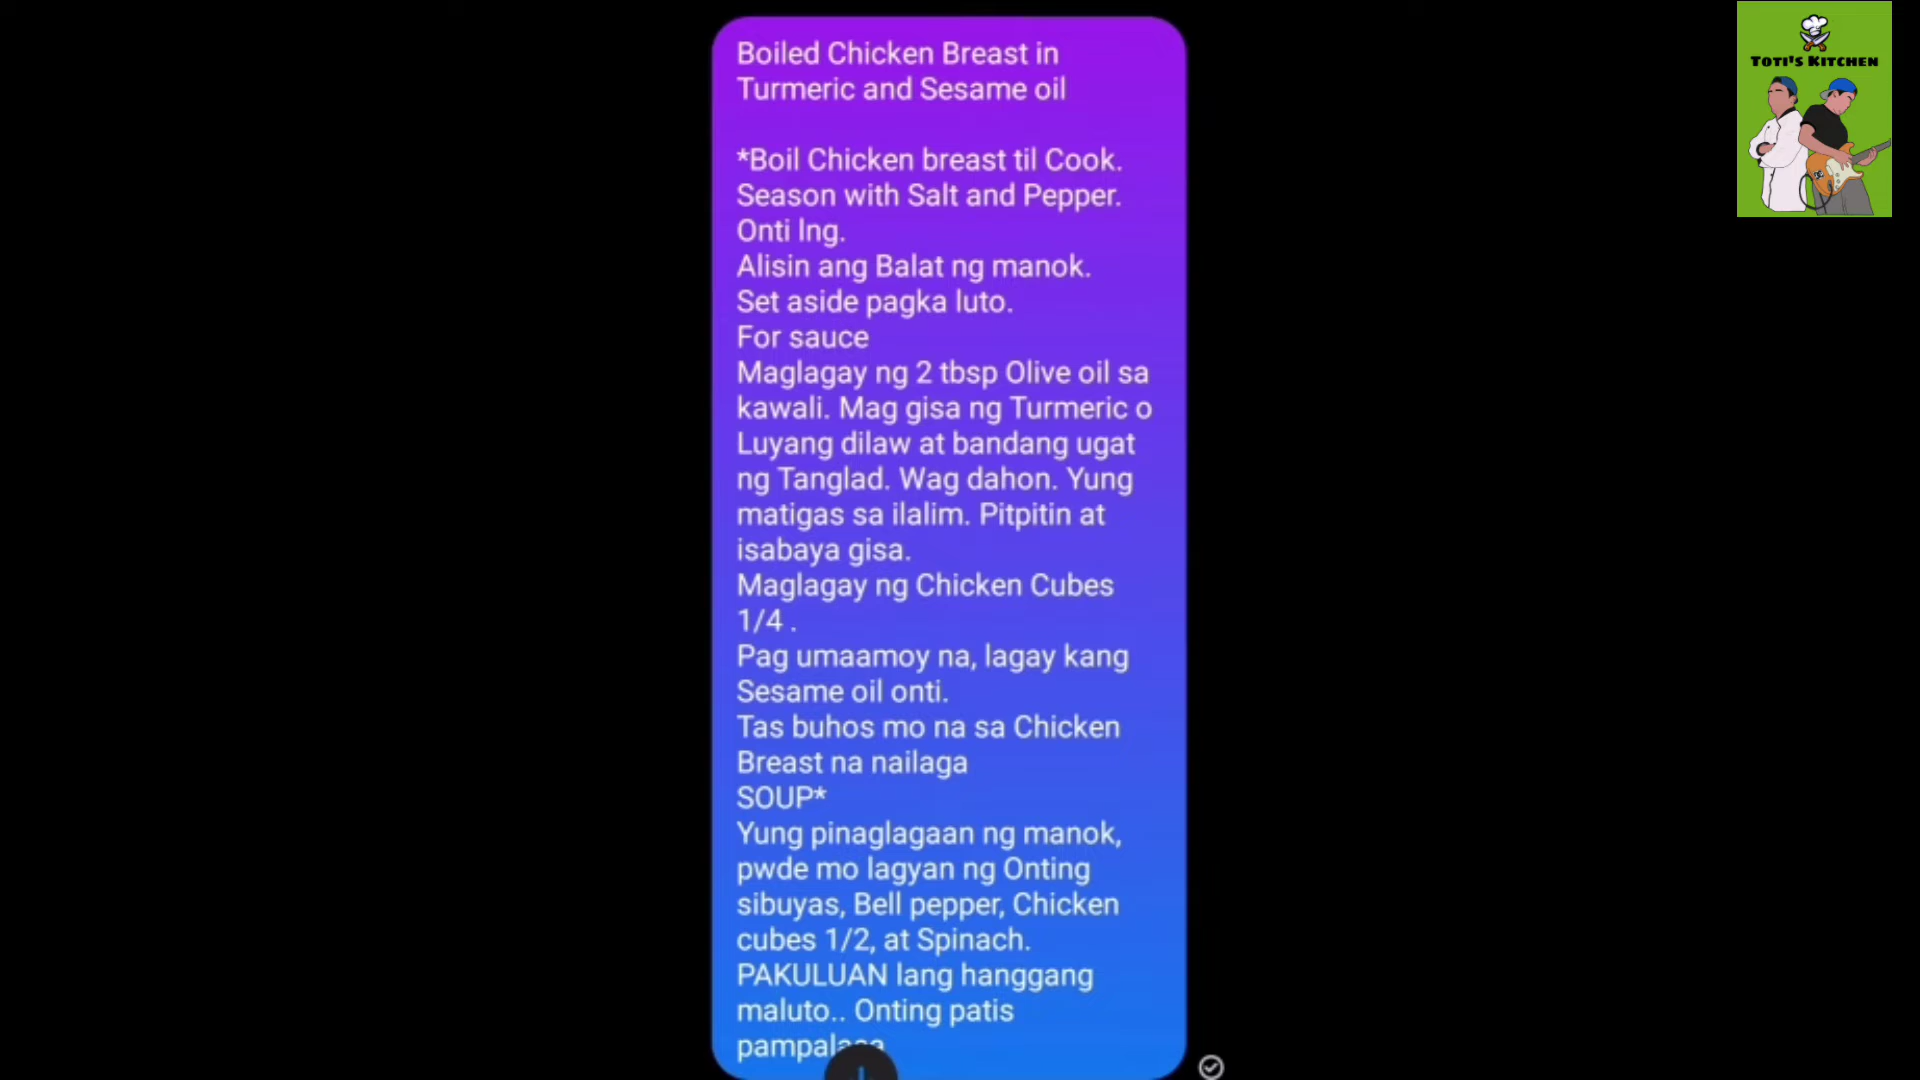 Boiled Chicken Breast in
Turmeric and Sesame oil
*Boil Chicken breast til Cook.
Season with Salt and Pepper.
Onti lng.
Alisin ang Balat ng manok.
Set aside pagka luto.
For sauce
Maglagay ng 2 tbsp Olive oil sa
kawali. Mag gisa ng Turmeric o
Luyang dilaw at bandang ugat
ng Tanglad. Wag dahon. Yung
matigas sa ilalim. Pitpitin at
isabaya gisa.
Maglagay ng Chicken Cubes
1/4 .
Pag umaamoy na, lagay kang
Sesame oil onti.
Tas buhos mo na sa Chicken
Breast na nailaga
SOUP*
Yung pinaglagaan ng manok,
pwde mo lagyan ng Onting
sibuyas, Bell pepper, Chicken
cubes 1/2, at Spinach.
PAKULUAN lang hanggang
maluto.. Onting patis
pampalasa
Toti's Kitchen